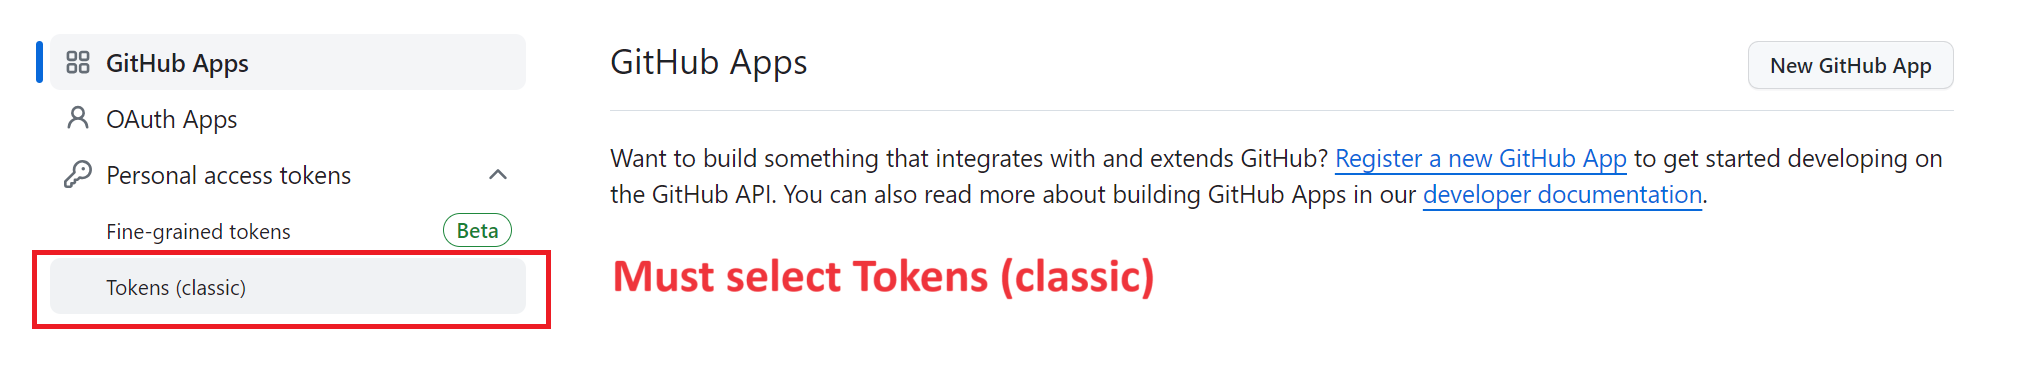 GitHub Apps
OAuth Apps
Personal access tokens
Fine-grained tokens Beta
Tokens (classic)
GitHub Apps
New GitHub App
Want to build something that integrates with and extends GitHub? Register a new GitHub App to get started developing on
the GitHub API. You can also read more about building GitHub Apps in our developer documentation.
Must select Tokens (classic)